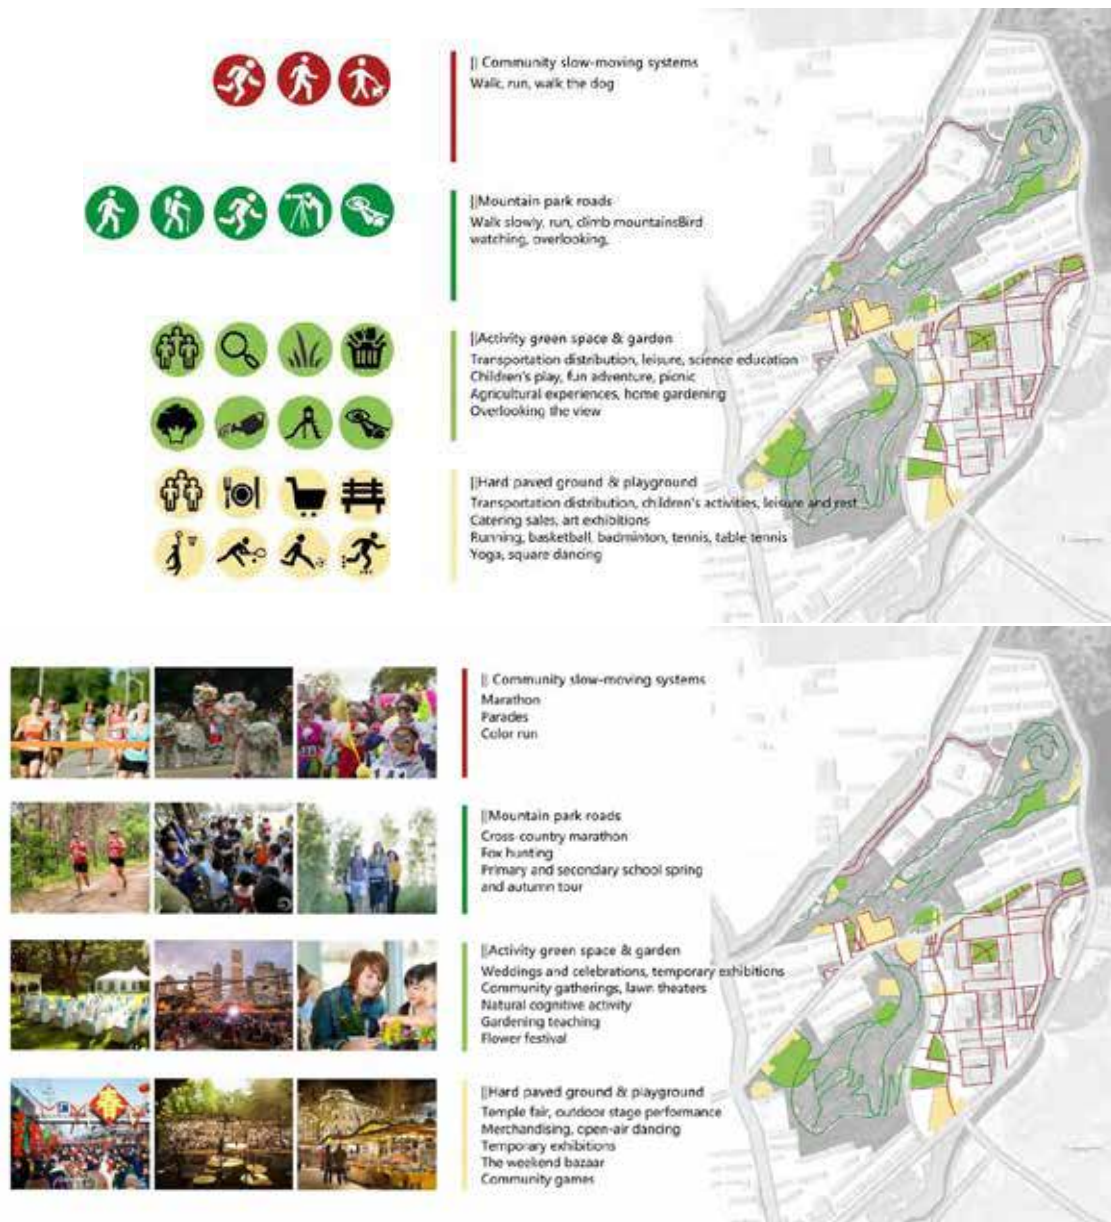 || Community slow-moving systems
Walk, run, walk the dog
||Mountain park roads
Walk slowly, run, climb mountainsBird
watching, overlooking,
||Activity green space & garden
Transportation distribution, leisure, science education
Children's play, fun adventure, picnic
Agricultural experiences, home gardening
Overlooking the view
||Hard paved ground & playground
Transportation distribution, children's activities, leisure and rest
Catering sales, art exhibitions
Running, basketball, badminton, tennis, table tennis
Yoga, square dancing
|| Community slow-moving systems
Marathon
Parades
Color run
||Mountain park roads
Cross-country marathon
Fox hunting
Primary and secondary school spring
and autumn tour
||Activity green space & garden
Weddings and celebrations, temporary exhibitions
Community gatherings, lawn theaters
Natural cognitive activity
Gardening teaching
Flower festival
春
||Hard paved ground & playground
Temple fair, outdoor stage performance
Merchandising, open-air dancing
Temporary exhibitions
The weekend bazaar
Community games